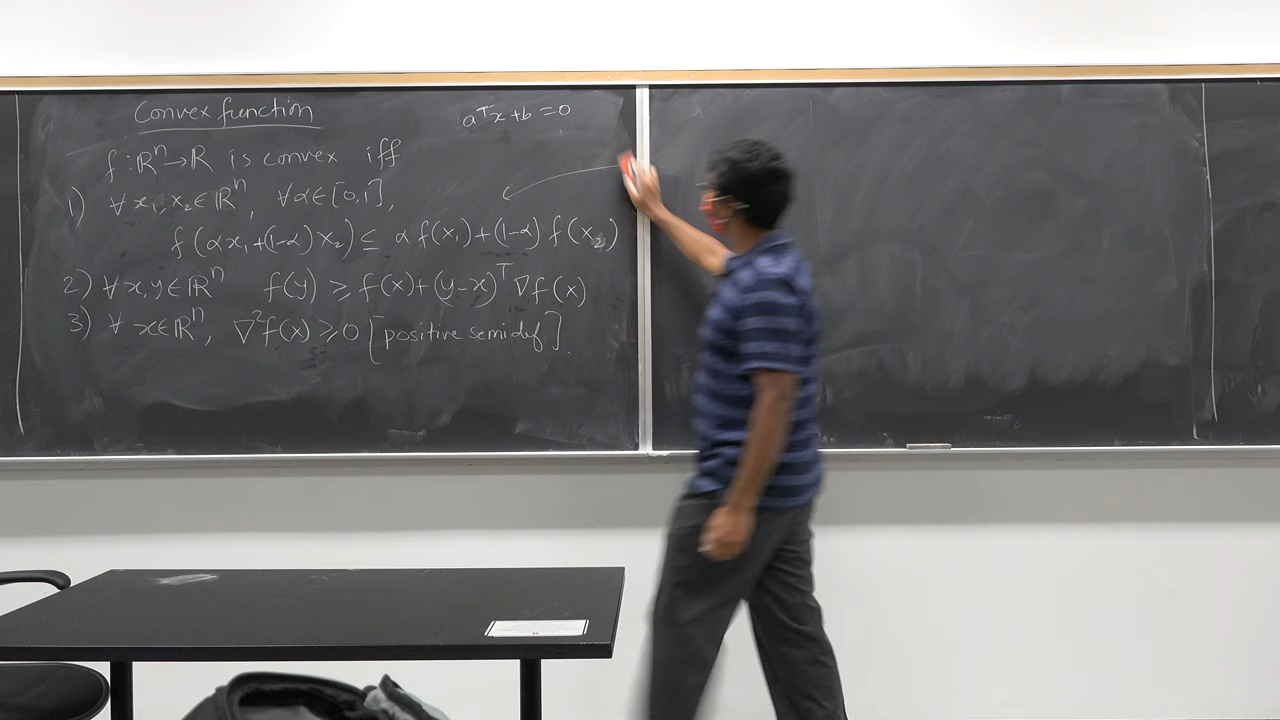 Convex function
aᵀx+b=0
f:ℝⁿ→ℝ is convex iff
1) ∀ x₁,x₂∈ℝⁿ, ∀α∈[0,1],
f(αx₁+(1-α)x₂) ≤ αf(x₁)+(1-α)f(x₂)
2) ∀x,y∈ℝⁿ f(y) ≥ f(x)+(y-x)ᵀ∇f(x)
3) ∀ x∈ℝⁿ, ∇²f(x) ≥ 0 [positive semidef].